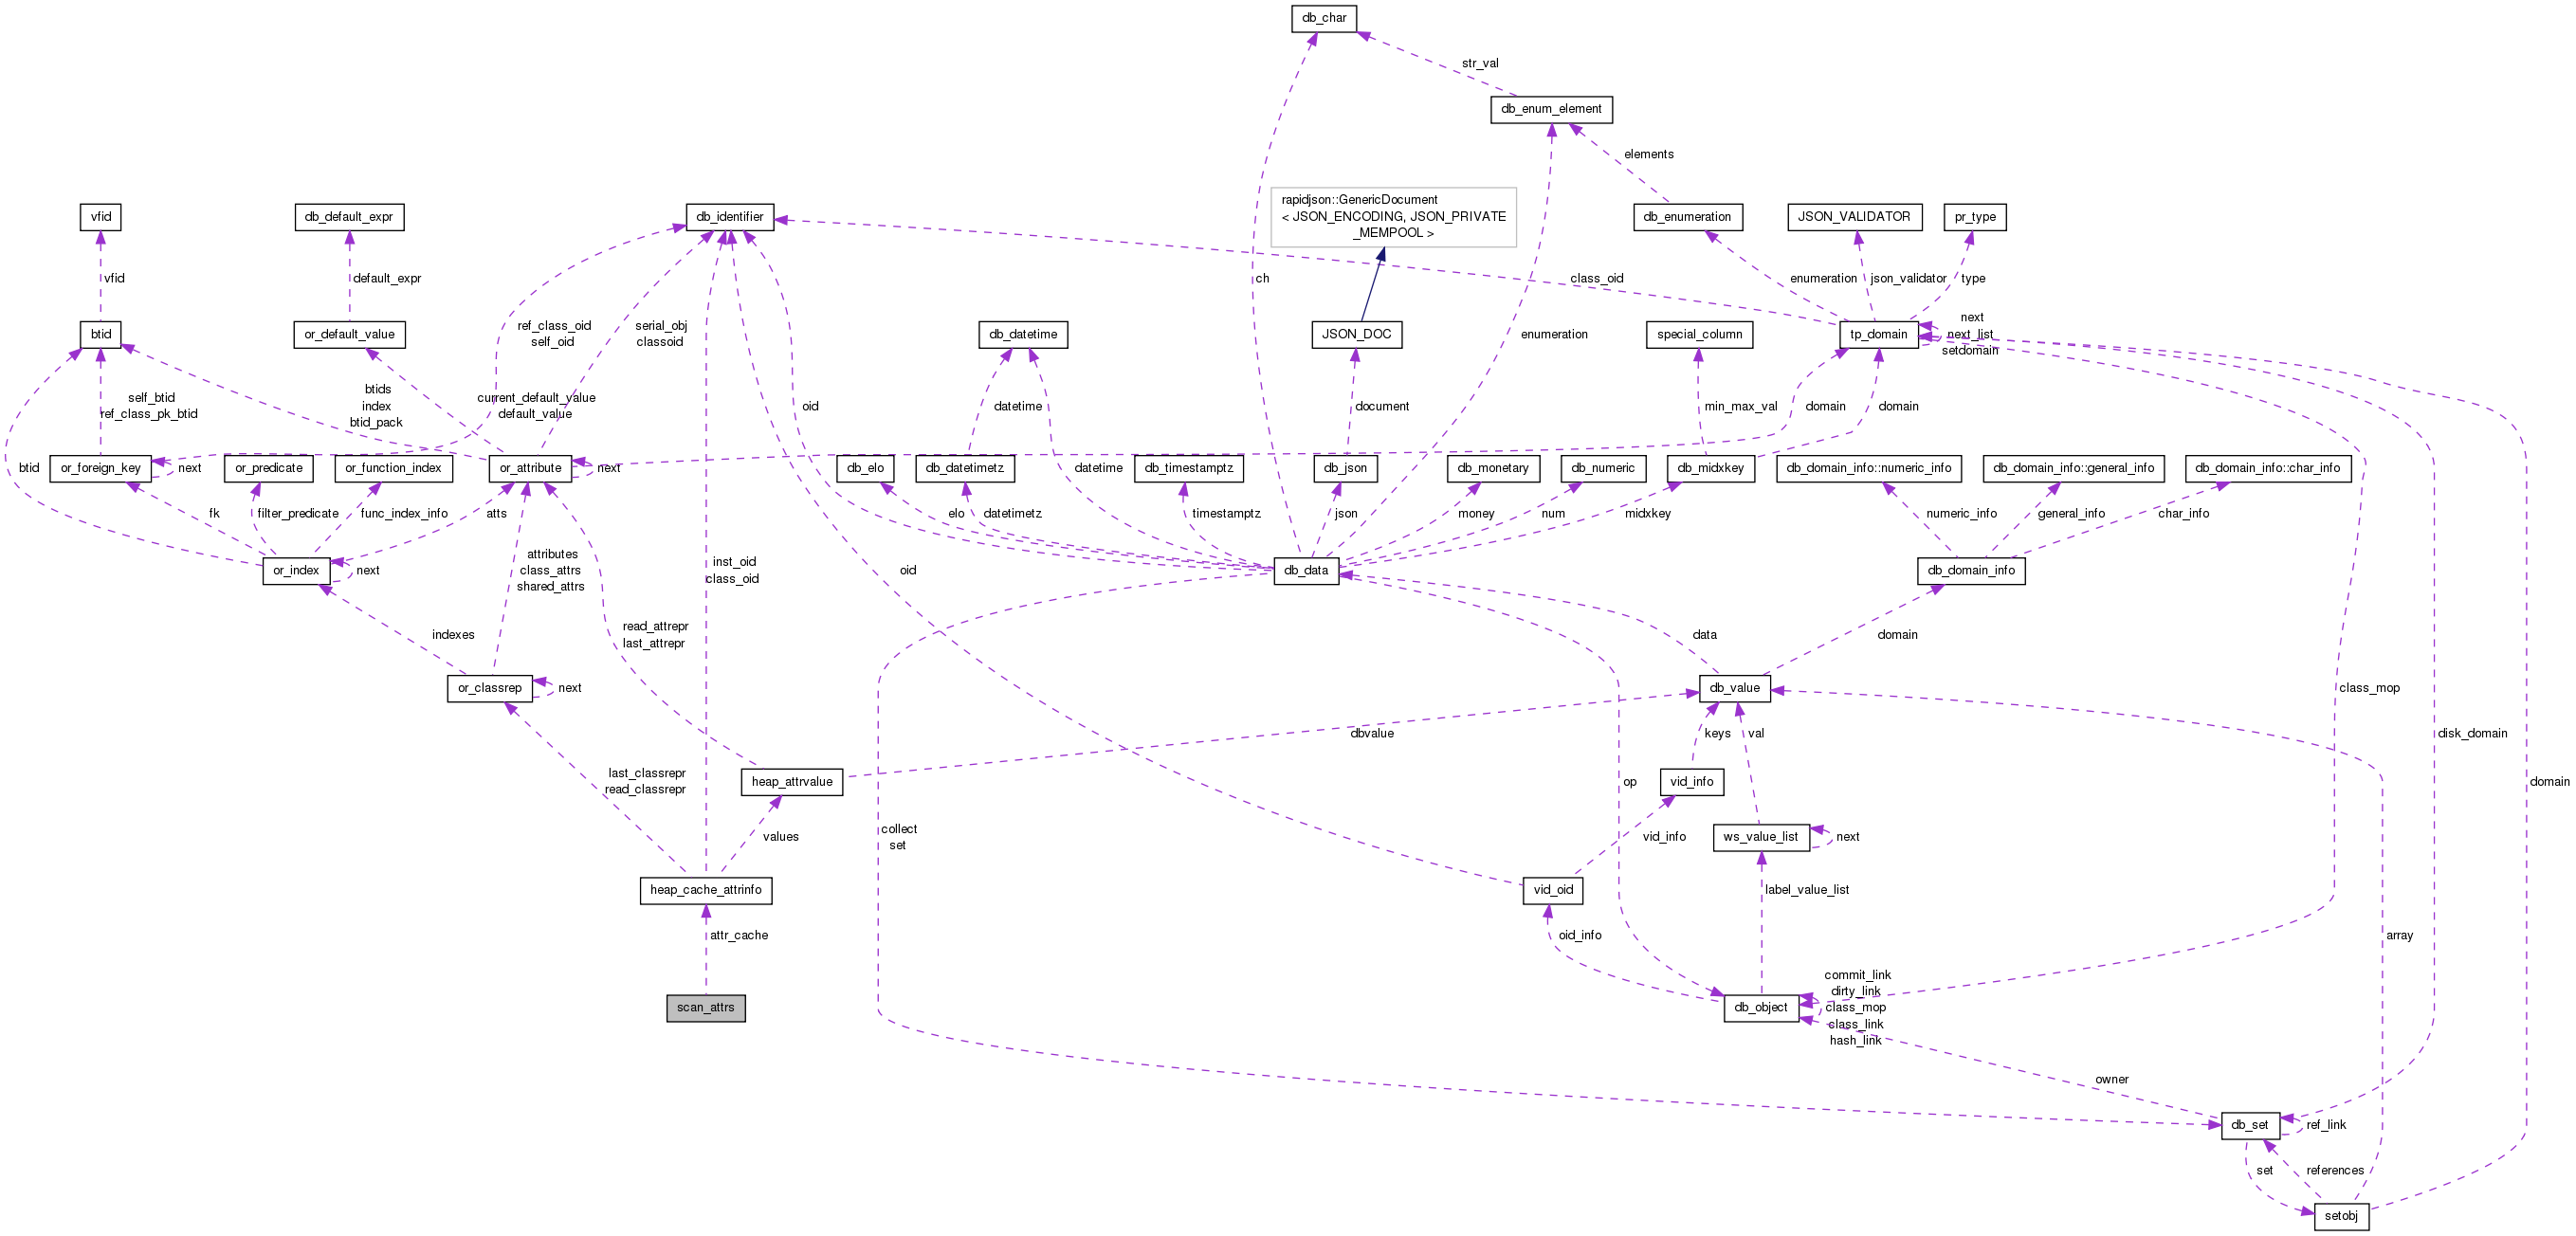 db_char
str_val
db_enum_element
elements
rapidjson::GenericDocument
< JSON_ENCODING, JSON_PRIVATE
_MEMPOOL >
vfid
db_default_expr
db_identifier
db_enumeration
JSON_VALIDATOR
pr_type
vfid
default_expr
ch
class_oid
enumeration
json_validator
type
btid
or_default_value
ref_class_oid
self_oid
serial_obj
classoid
db_datetime
JSON_DOC
enumeration
special_column
tp_domain
next
next_list
setdomain
self_btid
ref_class_pk_btid
btids
index
btid_pack
current_default_value
default_value
oid
datetime
document
min_max_val
domain
domain
btid
or_foreign_key
next
or_predicate
or_function_index
or_attribute
next
db_elo
db_datetimetz
datetime
db_timestamptz
db_json
db_monetary
db_numeric
db_midxkey
db_domain_info::numeric_info
db_domain_info::general_info
db_domain_info::char_info
fk
filter_predicate
func_index_info
atts
elo
datetimetz
timestamptz
json
money
num
midxkey
numeric_info
general_info
char_info
or_index
next
attributes
class_attrs
shared_attrs
inst_oid
class_oid
oid
db_data
db_domain_info
indexes
read_attrepr
last_attrepr
data
domain
or_classrep
next
db_value
class_mop
last_classrepr
read_classrepr
heap_attrvalue
dbvalue
op
keys
val
vid_info
disk_domain
domain
values
collect
set
vid_info
ws_value_list
next
heap_cache_attrinfo
vid_oid
label_value_list
attr_cache
oid_info
array
scan_attrs
db_object
commit_link
dirty_link
class_mop
class_link
hash_link
owner
db_set
ref_link
set
references
setobj